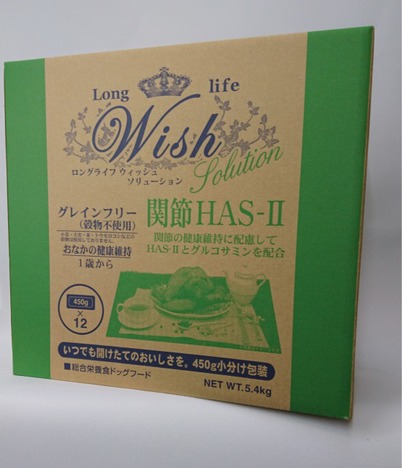 Long life
Wish
Solution
ロングライフ ウィッシュ
ソリューション
グレインフリー
(穀物不使用)
おなかの健康維持
1歳から
関節HAS-II
関節の健康維持に配慮して
HAS-IIとグルコサミンを配合
450g
×
12
いつでも開けたてのおいしさを。450g小分け包装
■総合栄養食ドッグフード
NET WT.5.4kg